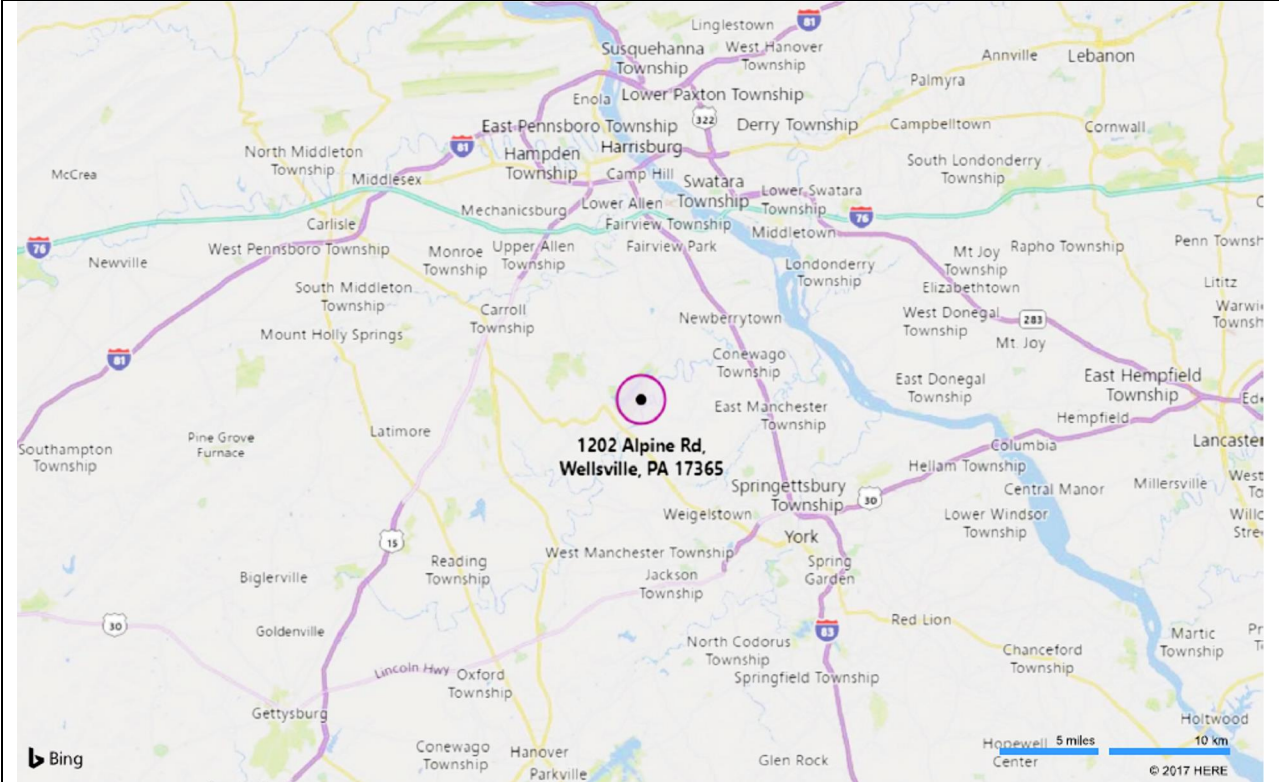 Linglestown
81
Susquehanna
Township
West Hanover
Township
Annville
Lebanon
Palmyra
Enola
Lower Paxton Township
322
East Pennsboro Township
Derry Township
Campbelltown
Cornwall
81
North Middleton
Township
Hampden
Township
Harrisburg
South Londonderry
Township
McCrea
Middlesex
Camp Hill
Swatara
Township
Lower Swatara
Township
Mechanicsburg
Lower Allen
76
Carlisle
Fairview Township
Middletown
76
West Pennsboro Township
Monroe
Township
Upper Allen
Township
Fairview Park
Mt Joy
Township
Rapho Township
Penn Townsh
Newville
Londonderry
Township
Elizabethtown
Lititz
South Middleton
Township
Carroll
Township
Newberrytown
West Donegal
Township
283
Warwi
Townsh
Mount Holly Springs
Mt. Joy
81
Conewago
Township
East Donegal
Township
East Hempfield
Township
Ede
East Manchester
Township
Hempfield
Latimore
Pine Grove
Furnace
Southampton
Township
1202 Alpine Rd,
Wellsville, PA 17365
Columbia
Lancaster
Hellam Township
Springettsbury
Township
30
Central Manor
Millersville
West
To
Weigelstown
Lower Windsor
Township
Willo
Stre
15
York
West Manchester Township
Reading
Township
Jackson
Township
Spring
Garden
Biglerville
30
Goldenville
83
Red Lion
Martic
Township
Pr
T
North Codorus
Township
Chanceford
Township
Lincoln Hwy
Oxford
Township
Springfield Township
Gettysburg
Holtwood
Conewago
Township
Hanover
Parkville
Glen Rock
Hopewell
Center
5 miles
10 km
Bing
© 2017 HERE